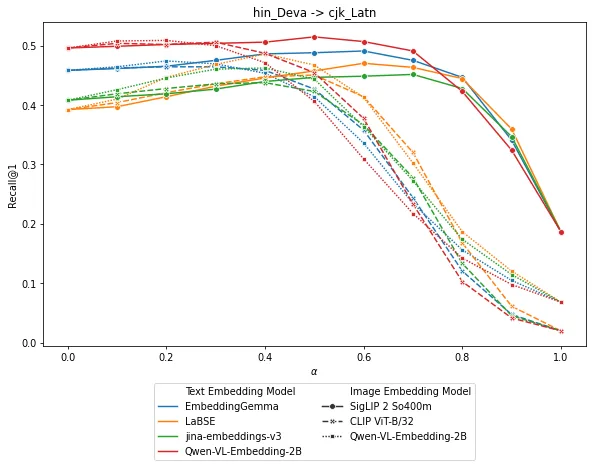 hin_Deva -> cjk_Latn
Recall@1
0.5
0.4
0.3
0.2
0.1
0.0
0.0 0.2 0.4 0.6 0.8 1.0
α
Text Embedding Model
EmbeddingGemma
LaBSE
jina-embeddings-v3
Qwen-VL-Embedding-2B
Image Embedding Model
SigLIP 2 So400m
CLIP ViT-B/32
Qwen-VL-Embedding-2B